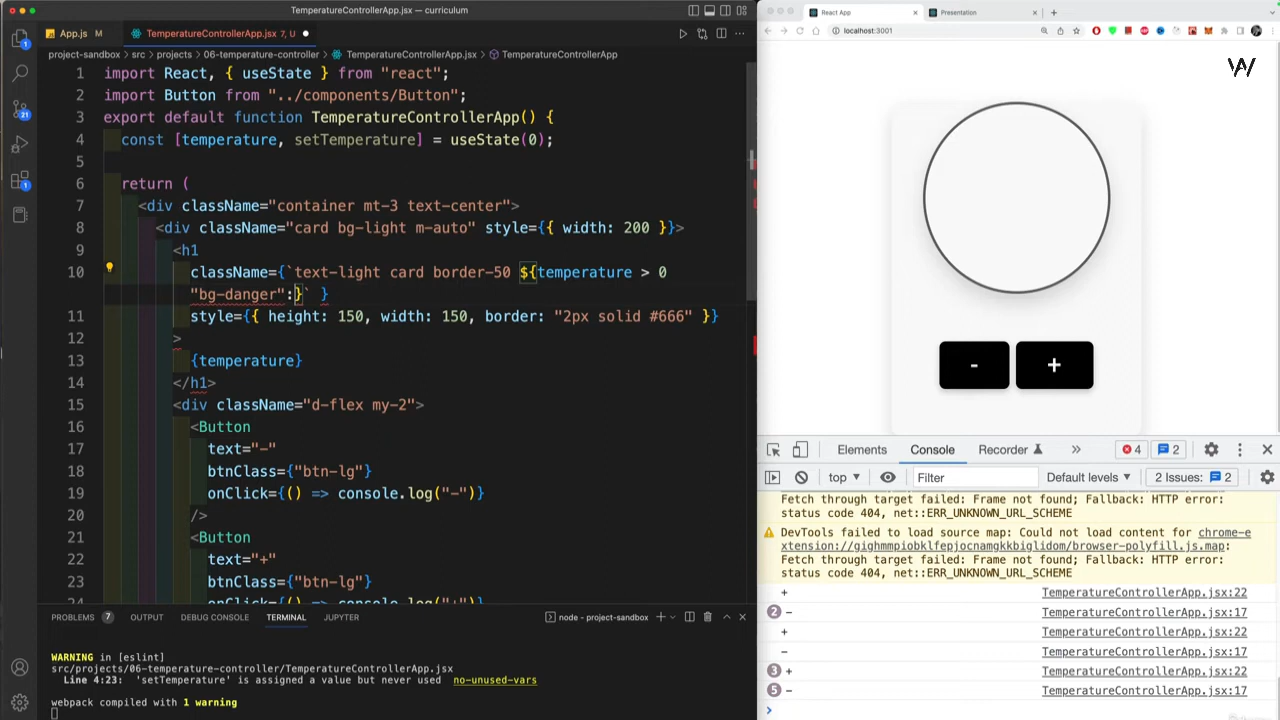 TemperatureControllerApp.jsx — curriculum
App.js M
TemperatureControllerApp.jsx 7, U
project-sandbox › src › projects › 06-temperature-controller › TemperatureControllerApp.jsx › TemperatureControllerApp
1 import React, { useState } from "react";
2 import Button from "../components/Button";
3 export default function TemperatureControllerApp() {
4 const [temperature, setTemperature] = useState(0);
5
6 return (
7 <div className="container mt-3 text-center">
8 <div className="card bg-light m-auto" style={{ width: 200 }}>
9 <h1
10 className={`text-light card border-50 ${temperature > 0
"bg-danger":}` }
11 style={{ height: 150, width: 150, border: "2px solid #666" }}
12 >
13 {temperature}
14 </h1>
15 <div className="d-flex my-2">
16 <Button
17 text="-"
18 btnClass={"btn-lg"}
19 onClick={() => console.log("-")}
20 />
21 <Button
22 text="+"
23 btnClass={"btn-lg"}
24 onClick={() => console.log("+")}
PROBLEMS 7 OUTPUT DEBUG CONSOLE TERMINAL JUPYTER
node - project-sandbox
WARNING in [eslint]
src/projects/06-temperature-controller/TemperatureControllerApp.jsx
Line 4:23: 'setTemperature' is assigned a value but never used no-unused-vars
webpack compiled with 1 warning
React App
Presentation
localhost:3001
W
- +
Elements Console Recorder 4 2
top Filter Default levels 2 Issues: 2
Fetch through target failed: Frame not found; Fallback: HTTP error:
status code 404, net::ERR_UNKNOWN_URL_SCHEME
DevTools failed to load source map: Could not load content for chrome-e
xtension://gighmmpiobklfepjocnamgkkbiglidom/browser-polyfill.js.map:
Fetch through target failed: Frame not found; Fallback: HTTP error:
status code 404, net::ERR_UNKNOWN_URL_SCHEME
+ TemperatureControllerApp.jsx:22
2 - TemperatureControllerApp.jsx:17
+ TemperatureControllerApp.jsx:22
- TemperatureControllerApp.jsx:17
3 + TemperatureControllerApp.jsx:22
5 - TemperatureControllerApp.jsx:17